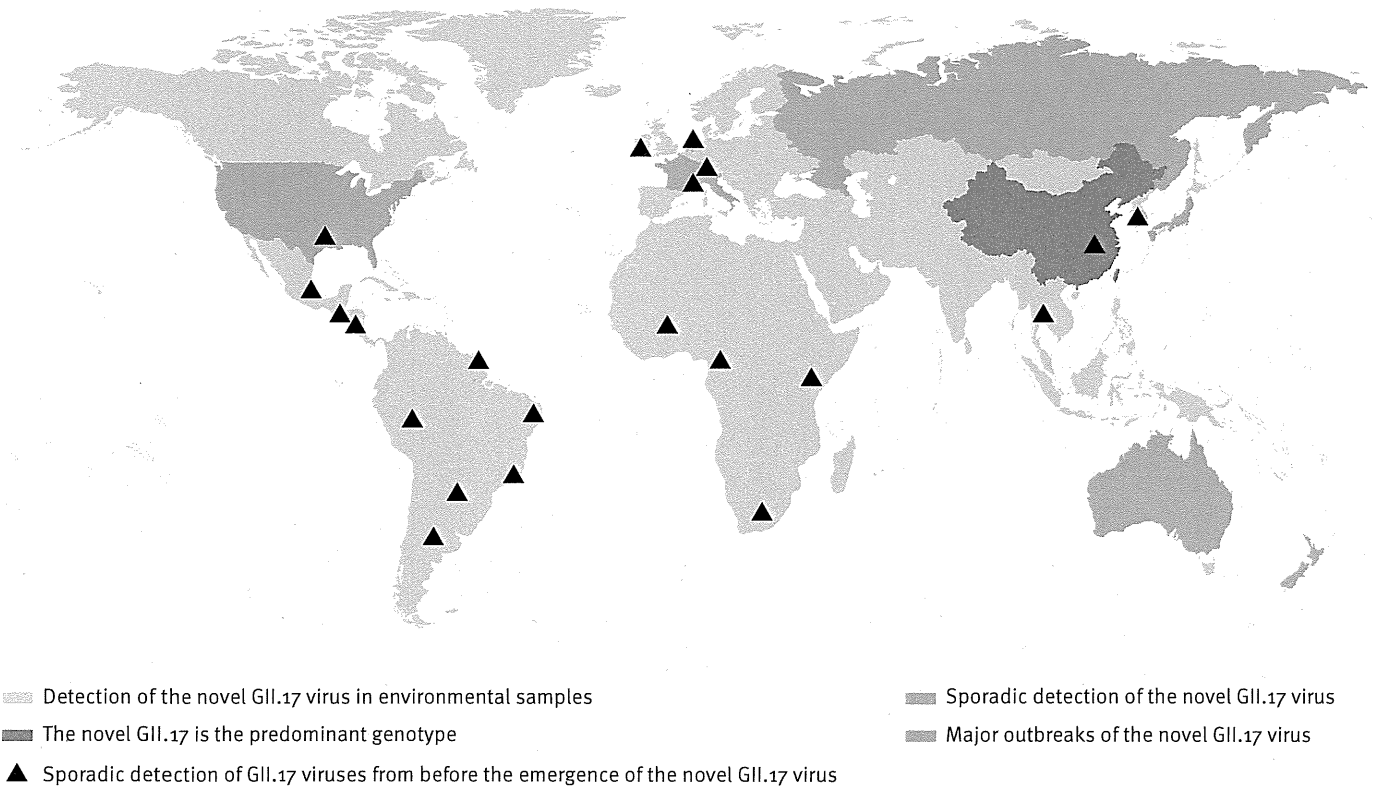 Detection of the novel GII.17 virus in environmental samples
The novel GII.17 is the predominant genotype
Sporadic detection of GII.17 viruses from before the emergence of the novel GII.17 virus
Sporadic detection of the novel GII.17 virus
Major outbreaks of the novel GII.17 virus